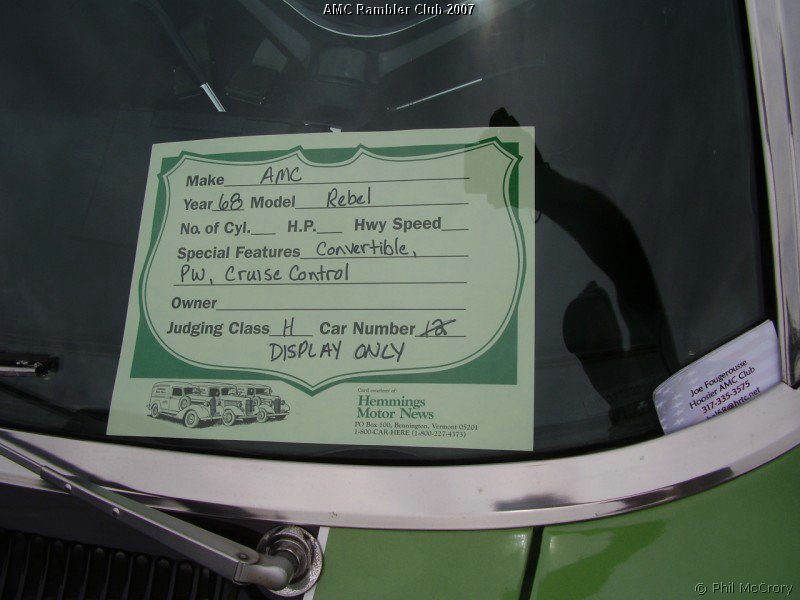 AMC Rambler Club 2007
Make AMC
Year 68 Model Rebel
No. of Cyl. H.P. Hwy Speed
Special Features Convertible,
PW, Cruise Control
Owner
Judging Class H Car Number 12
DISPLAY ONLY
Card courtesy of:
Hemmings
Motor News
PO Box 100, Bennington, Vermont 05201
1-800-CAR-HERE (1-800-227-4373)
Joe Fougerousse
Hoosier AMC Club
317-335-3575
© Phil McCrory